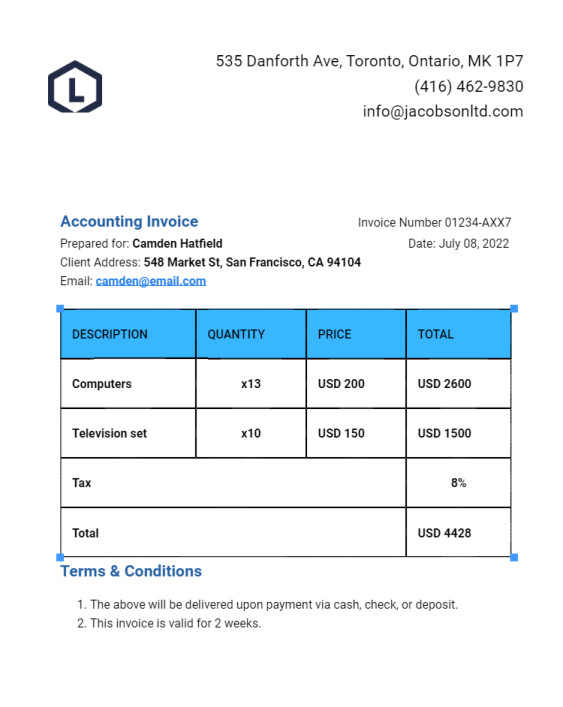 535 Danforth Ave, Toronto, Ontario, MK 1P7
(416) 462-9830
info@jacobsonltd.com
L
Accounting Invoice
Invoice Number 01234-AXX7
Prepared for: Camden Hatfield
Date: July 08, 2022
Client Address: 548 Market St, San Francisco, CA 94104
Email: camden@email.com
DESCRIPTION QUANTITY PRICE TOTAL
Computers x13 USD 200 USD 2600
Television set x10 USD 150 USD 1500
Tax 8%
Total USD 4428
Terms & Conditions
1. The above will be delivered upon payment via cash, check, or deposit.
2. This invoice is valid for 2 weeks.